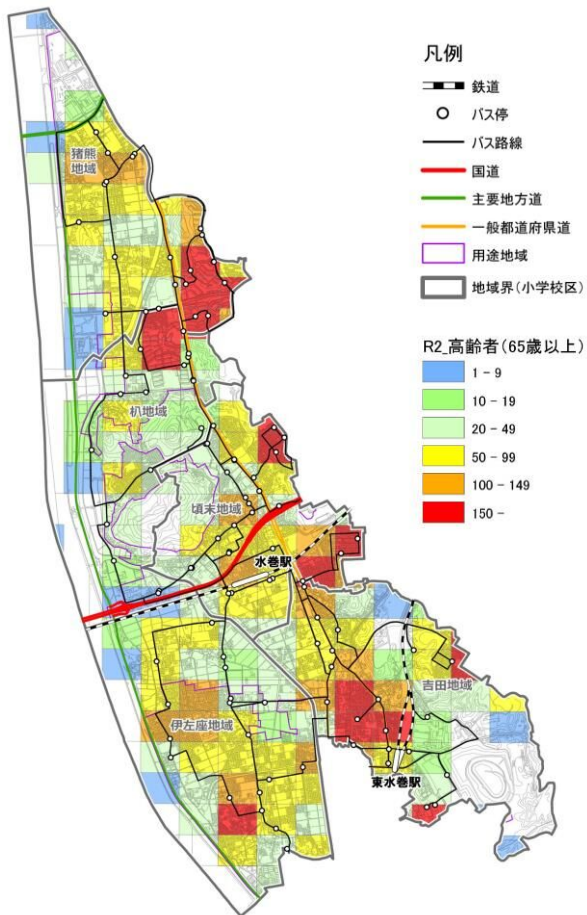 凡例
鉄道
バス停
バス路線
国道
主要地方道
一般都道府県道
用途地域
地域界(小学校区)
R2_高齢者(65歳以上)
1 - 9
10 - 19
20 - 49
50 - 99
100 - 149
150 -
猪熊
地域
杁地域
頃末地域
水巻駅
吉田地域
伊左座地域
東水巻駅